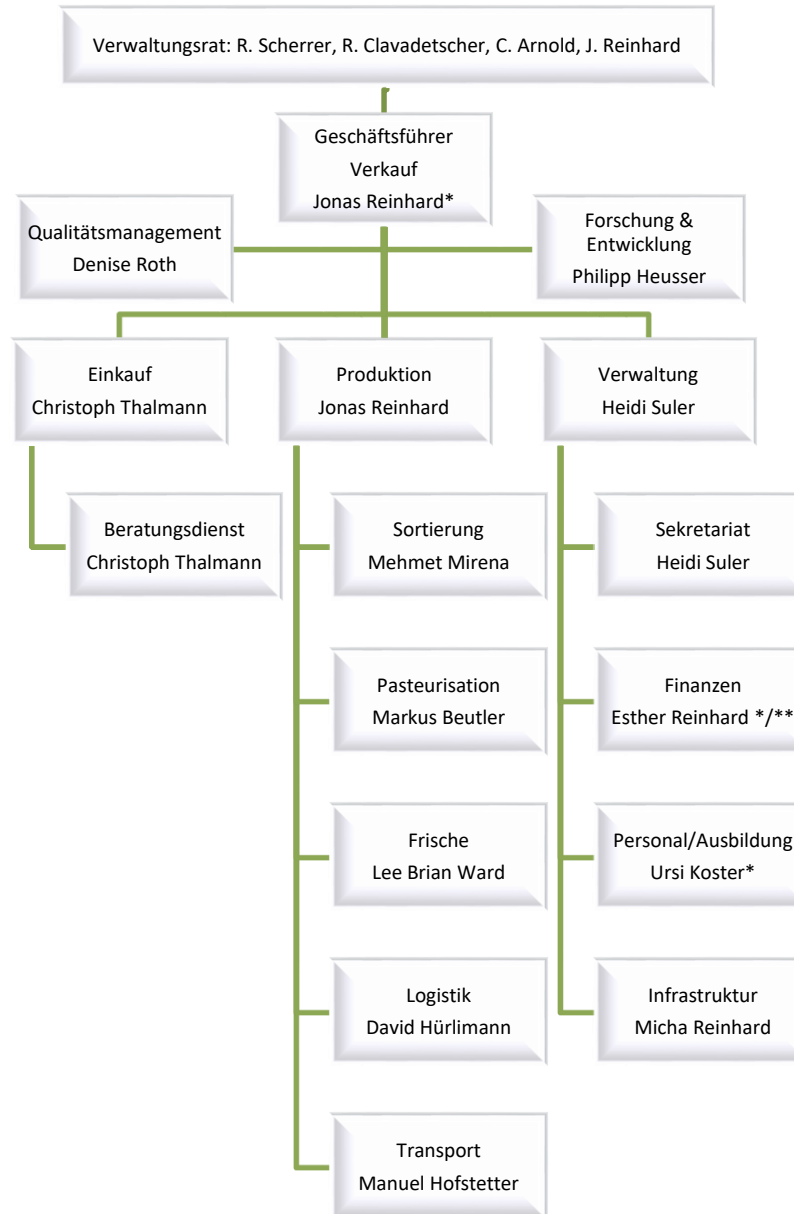 Verwaltungsrat: R. Scherrer, R. Clavadetscher, C. Arnold, J. Reinhard
Geschäftsführer
Verkauf
Jonas Reinhard*
Qualitätsmanagement
Denise Roth
Forschung &
Entwicklung
Philipp Heusser
Einkauf
Christoph Thalmann
Produktion
Jonas Reinhard
Verwaltung
Heidi Suler
Beratungsdienst
Christoph Thalmann
Sortierung
Mehmet Mirena
Sekretariat
Heidi Suler
Pasteurisation
Markus Beutler
Finanzen
Esther Reinhard */**
Frische
Lee Brian Ward
Personal/Ausbildung
Ursi Koster*
Logistik
David Hürlimann
Infrastruktur
Micha Reinhard
Transport
Manuel Hofstetter